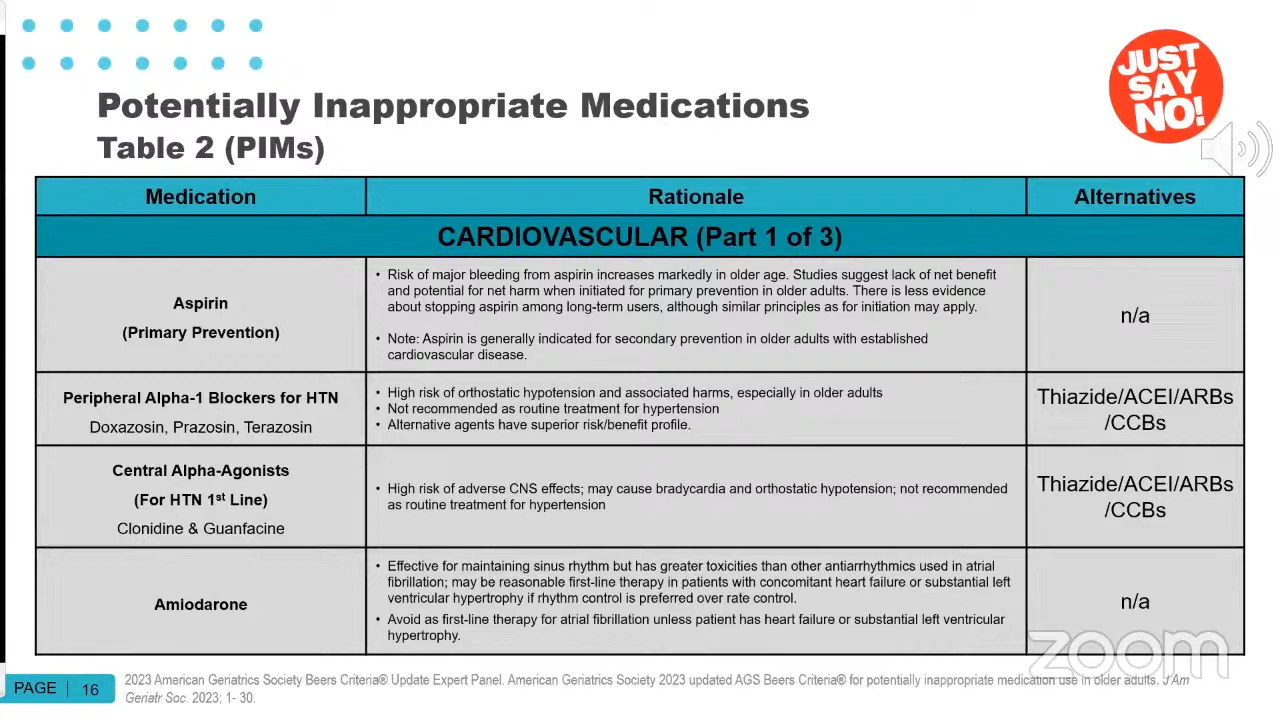 JUST
SAY
NO!
Potentially Inappropriate Medications
Table 2 (PIMs)
Medication
Rationale
Alternatives
CARDIOVASCULAR (Part 1 of 3)
Aspirin
(Primary Prevention)
• Risk of major bleeding from aspirin increases markedly in older age. Studies suggest lack of net benefit
and potential for net harm when initiated for primary prevention in older adults. There is less evidence
about stopping aspirin among long-term users, although similar principles as for initiation may apply.
• Note: Aspirin is generally indicated for secondary prevention in older adults with established
cardiovascular disease.
n/a
Peripheral Alpha-1 Blockers for HTN
Doxazosin, Prazosin, Terazosin
• High risk of orthostatic hypotension and associated harms, especially in older adults
• Not recommended as routine treatment for hypertension
• Alternative agents have superior risk/benefit profile.
Thiazide/ACEI/ARBs
/CCBs
Central Alpha-Agonists
(For HTN 1st Line)
Clonidine & Guanfacine
• High risk of adverse CNS effects; may cause bradycardia and orthostatic hypotension; not recommended
as routine treatment for hypertension
Thiazide/ACEI/ARBs
/CCBs
Amiodarone
• Effective for maintaining sinus rhythm but has greater toxicities than other antiarrhythmics used in atrial
fibrillation; may be reasonable first-line therapy in patients with concomitant heart failure or substantial left
ventricular hypertrophy if rhythm control is preferred over rate control.
• Avoid as first-line therapy for atrial fibrillation unless patient has heart failure or substantial left ventricular
hypertrophy.
n/a
zoom
PAGE | 16
2023 American Geriatrics Society Beers Criteria® Update Expert Panel. American Geriatrics Society 2023 updated AGS Beers Criteria® for potentially inappropriate medication use in older adults. J Am
Geriatr Soc. 2023; 1- 30.